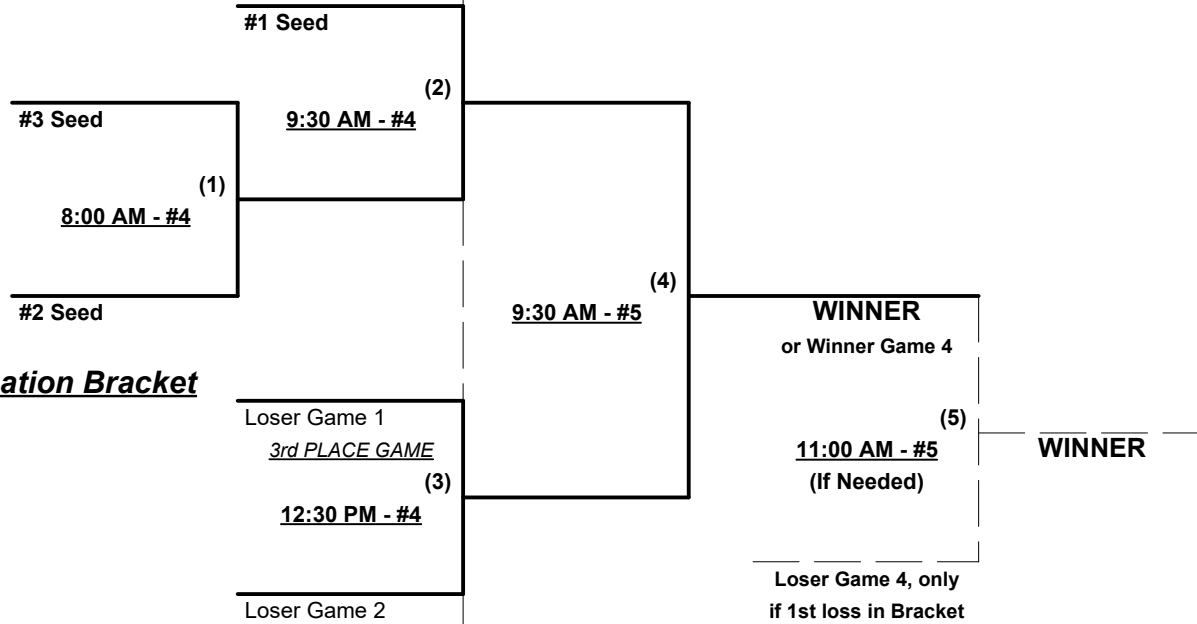 #1 Seed
(2)
9:30 AM - #4
#3 Seed
(1)
8:00 AM - #4
#2 Seed
(4)
9:30 AM - #5
WINNER
or Winner Game 4
ation Bracket
Loser Game 1
3rd PLACE GAME
(3)
12:30 PM - #4
Loser Game 2
(5)
11:00 AM - #5
(If Needed)
WINNER
Loser Game 4, only
if 1st loss in Bracket